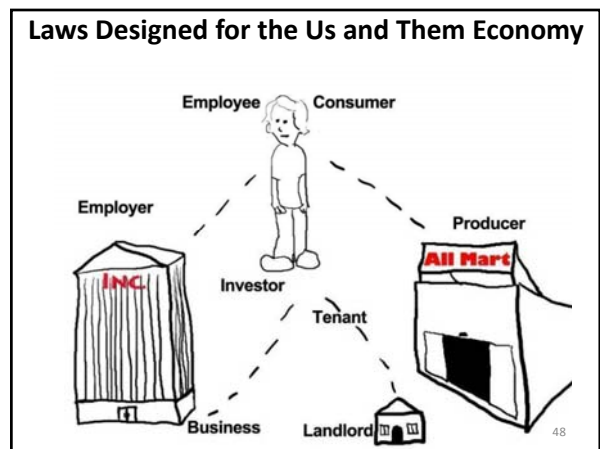 Laws Designed for the Us and Them Economy
Employee Consumer
Employer
Producer
INC.
All Mart
Investor
Tenant
Business
Landlord
48